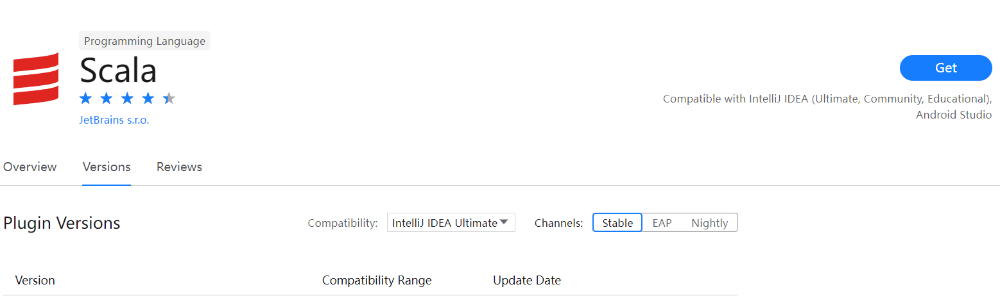 Programming Language
Scala
JetBrains s.r.o.
Get
Compatible with IntelliJ IDEA (Ultimate, Community, Educational),
Android Studio
Overview Versions Reviews
Plugin Versions Compatibility: IntelliJ IDEA Ultimate Channels: Stable EAP Nightly
Version Compatibility Range Update Date